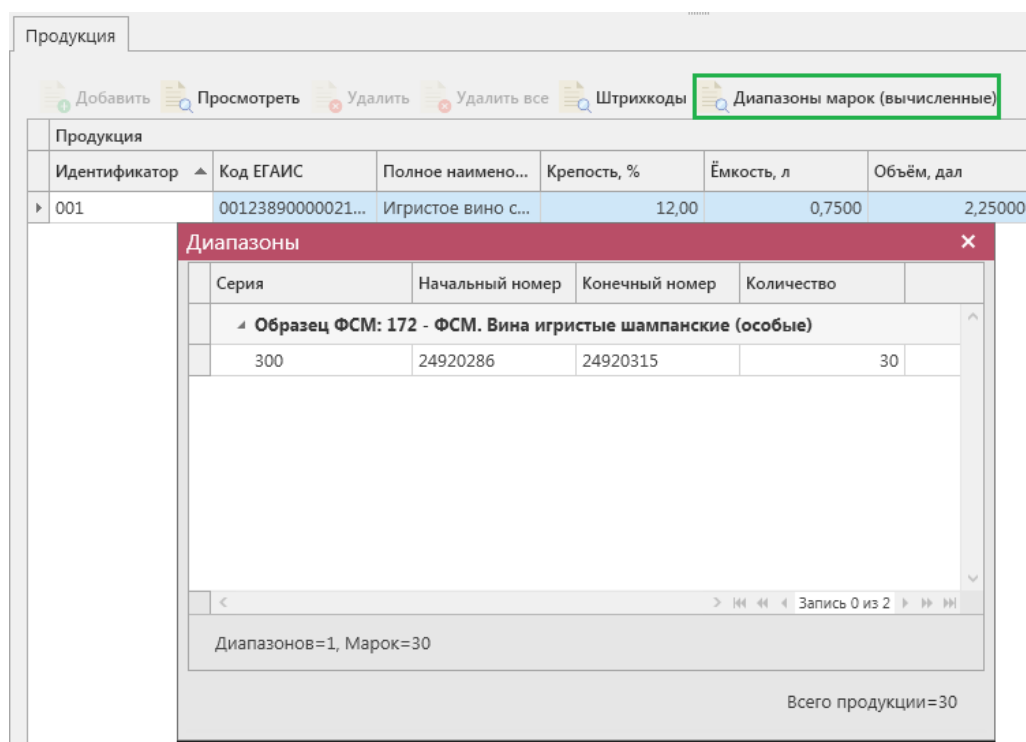 Продукция
Добавить Просмотреть Удалить Удалить все Штрихкоды Диапазоны марок (вычисленные)
Продукция
Идентификатор Код ЕГАИС Полное наимено... Крепость, % Ёмкость, л Объём, дал
001 00123890000021... Игристое вино с... 12,00 0,7500 2,25000
Диапазоны
Серия Начальный номер Конечный номер Количество
Образец ФСМ: 172 - ФСМ. Вина игристые шампанские (особые)
300 24920286 24920315 30
Запись 0 из 2
Диапазонов=1, Марок=30
Всего продукции=30